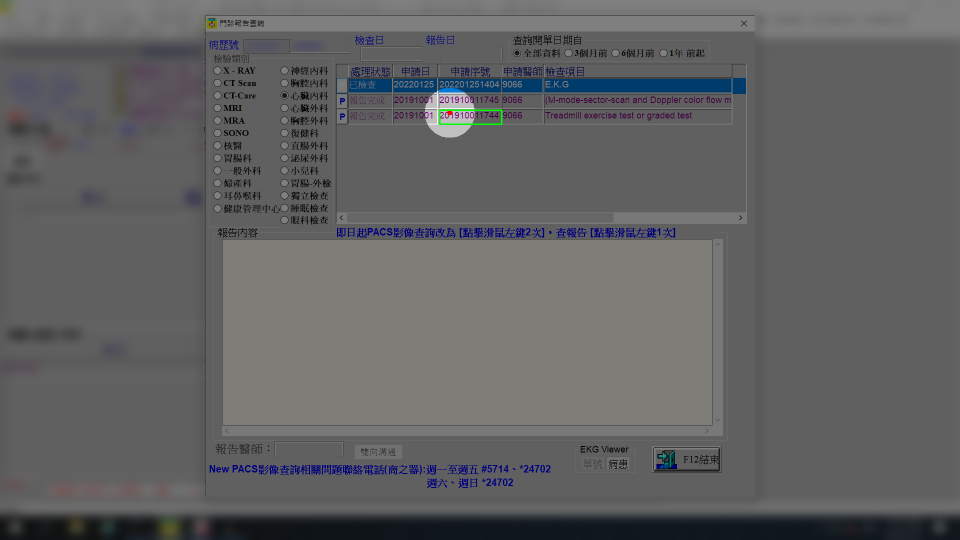 門診報告查詢
病歷號
檢查日
報告日
查詢開單日期自
全部資料 3個月前 6個月前 1年 前起
檢驗類別
X - RAY
CT Scan
CT-Care
MRI
MRA
SONO
核醫
胃腸科
一般外科
婦產科
耳鼻喉科
健康管理中心
神經內科
胸腔內科
心臟內科
心臟外科
胸腔外科
復健科
直腸外科
泌尿外科
小兒科
胃腸-外檢
獨立檢查
睡眠檢查
眼科檢查
處理狀態 申請日 申請序號 申請醫師 檢查項目
已檢查 20220125 202201251404 9066 E.K.G
P 報告完成 20191001 201910011745 9066 (M-mode-sector-scan and Doppler color flow m
P 報告完成 20191001 201910011744 9066 Treadmill exercise test or graded test
報告內容
即日起PACS影像查詢改為 [點擊滑鼠左鍵2次]，查報告 [點擊滑鼠左鍵1次]
報告醫師：
雙向溝通
EKG Viewer
單號 病患
F12結束
New PACS影像查詢相關問題聯絡電話(商之器):週一至週五 #5714、*24702
週六、週日 *24702